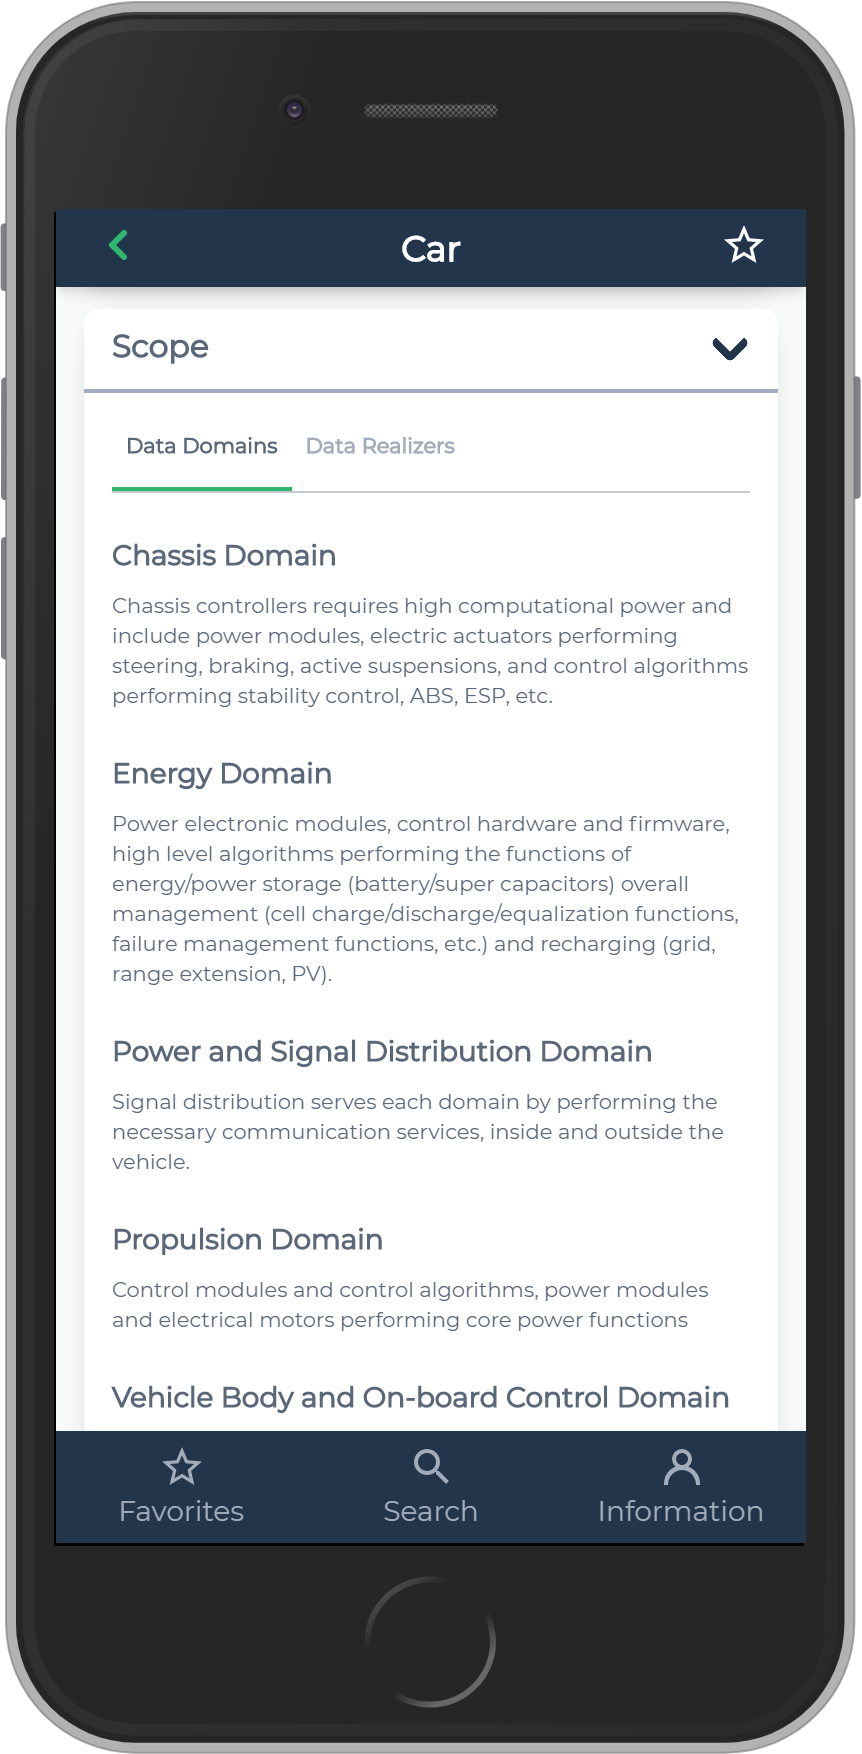 Car
Scope
Data Domains Data Realizers
Chassis Domain
Chassis controllers requires high computational power and
include power modules, electric actuators performing
steering, braking, active suspensions, and control algorithms
performing stability control, ABS, ESP, etc.
Energy Domain
Power electronic modules, control hardware and firmware,
high level algorithms performing the functions of
energy/power storage (battery/super capacitors) overall
management (cell charge/discharge/equalization functions,
failure management functions, etc.) and recharging (grid,
range extension, PV).
Power and Signal Distribution Domain
Signal distribution serves each domain by performing the
necessary communication services, inside and outside the
vehicle.
Propulsion Domain
Control modules and control algorithms, power modules
and electrical motors performing core power functions
Vehicle Body and On-board Control Domain
Favorites Search Information